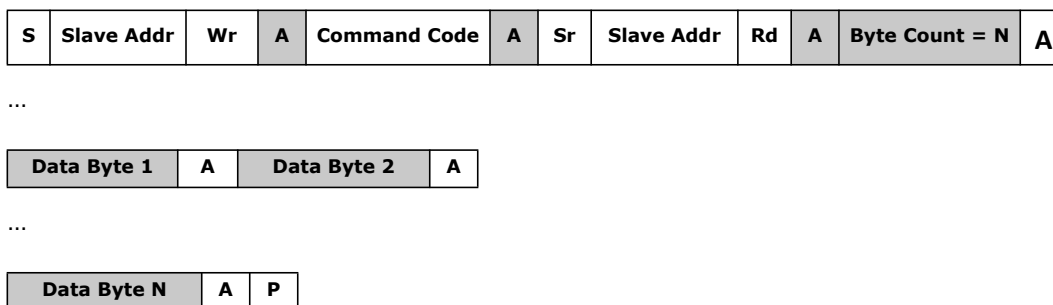 S Slave Addr Wr A Command Code A Sr Slave Addr Rd A Byte Count = N A
...
Data Byte 1 A Data Byte 2 A
...
Data Byte N A P